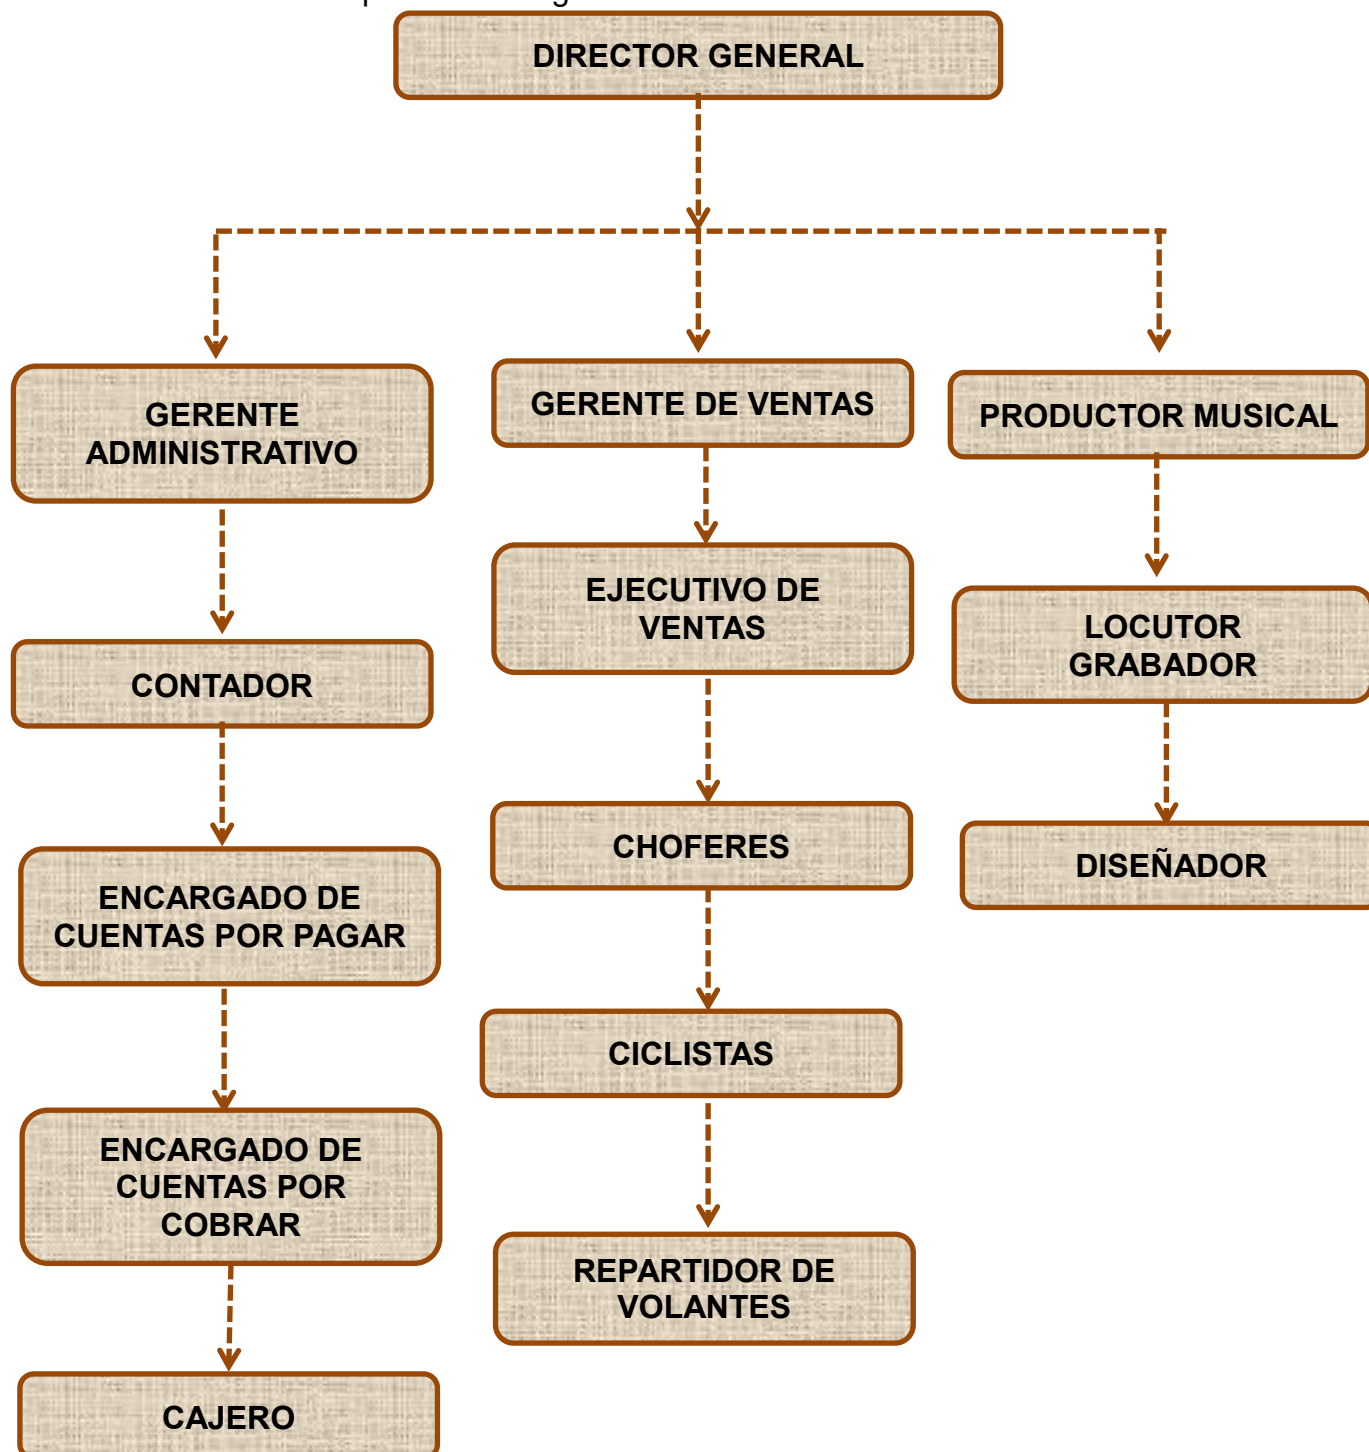 DIRECTOR GENERAL
GERENTE
ADMINISTRATIVO
CONTADOR
ENCARGADO DE
CUENTAS POR PAGAR
ENCARGADO DE
CUENTAS POR
COBRAR
CAJERO
GERENTE DE VENTAS
EJECUTIVO DE
VENTAS
CHOFERES
CICLISTAS
REPARTIDOR DE
VOLANTES
PRODUCTOR MUSICAL
LOCUTOR
GRABADOR
DISEÑADOR